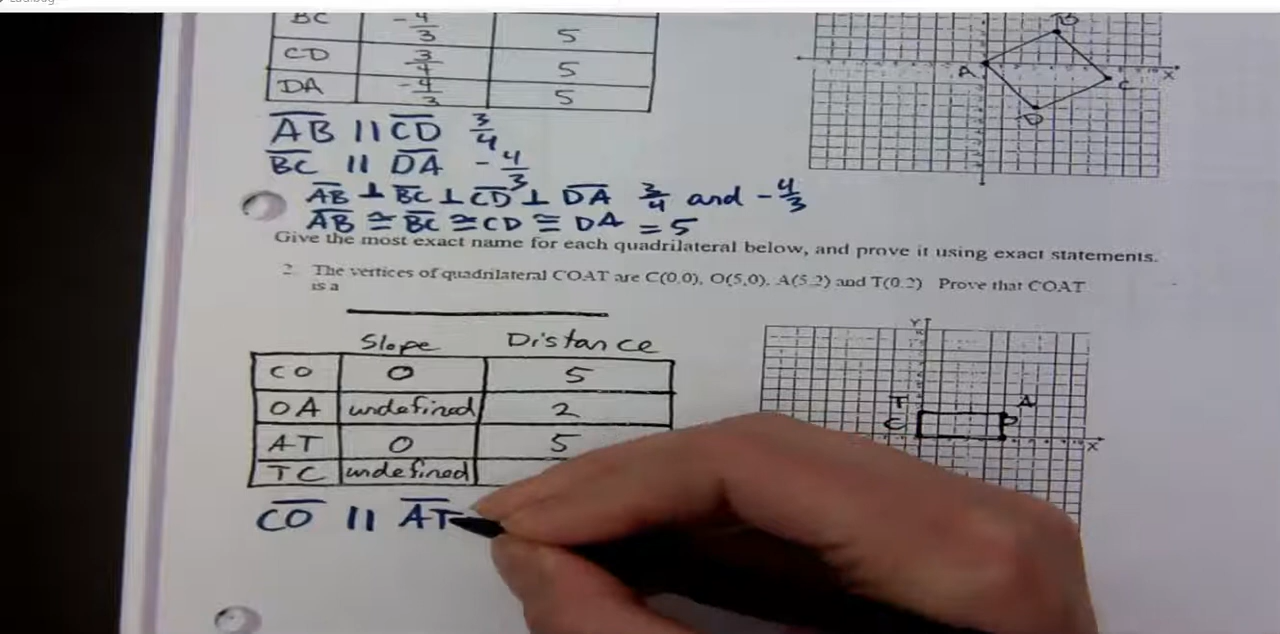 BC -4/3 5
CD 3/4 5
DA -4/3 5
B
A
C
D
X
AB || CD 3/4
BC || DA -4/3
AB ⊥ BC ⊥ CD ⊥ DA 3/4 and -4/3
AB ≅ BC ≅ CD ≅ DA = 5
Give the most exact name for each quadrilateral below, and prove it using exact statements.
2. The vertices of quadrilateral COAT are C(0,0), O(5,0), A(5,2) and T(0,2) Prove that COAT
is a
Slope Distance
CO 0 5
OA undefined 2
AT 0 5
TC undefined
Y
T A
C
X
CO || AT